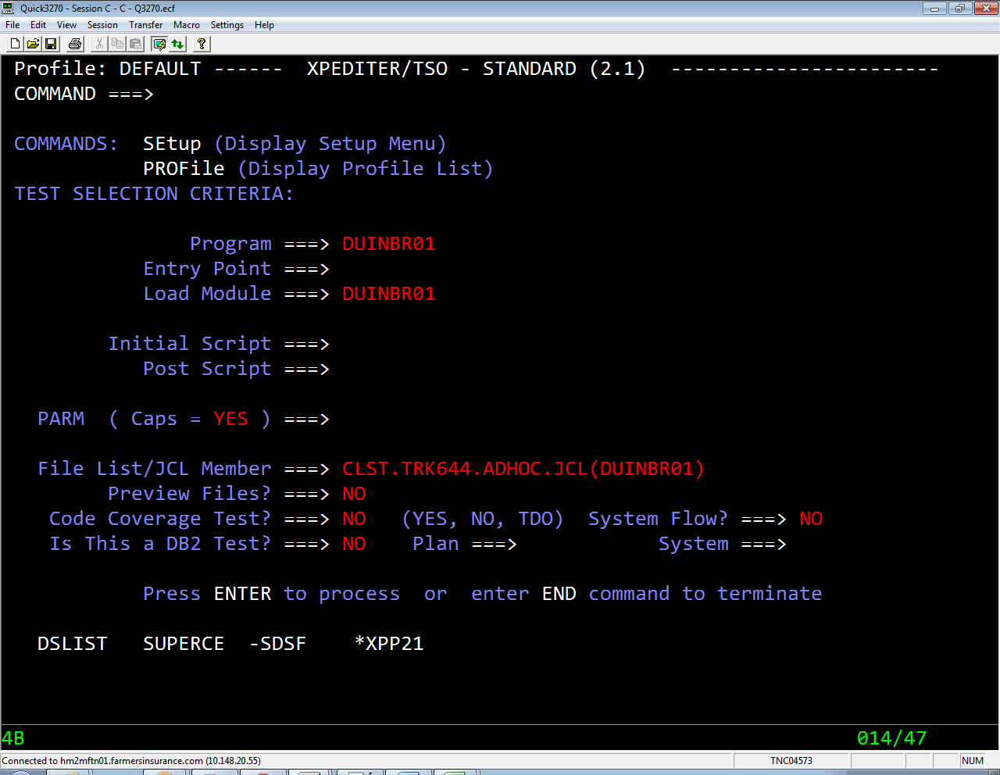 Quick3270 - Session C - C - Q3270.ecf
File Edit View Session Transfer Macro Settings Help
Profile: DEFAULT ------ XPEDITER/TSO - STANDARD (2.1) -----------------------
COMMAND ===>
COMMANDS: SEtup (Display Setup Menu)
PROFile (Display Profile List)
TEST SELECTION CRITERIA:
Program ===> DUINBR01
Entry Point ===>
Load Module ===> DUINBR01
Initial Script ===>
Post Script ===>
PARM ( Caps = YES ) ===>
File List/JCL Member ===> CLST.TRK644.ADHOC.JCL(DUINBR01)
Preview Files? ===> NO
Code Coverage Test? ===> NO (YES, NO, TDO) System Flow? ===> NO
Is This a DB2 Test? ===> NO Plan ===> System ===>
Press ENTER to process or enter END command to terminate
DSLIST SUPERCE -SDSF *XPP21
4B 014/47
Connected to hm2mftn01.farmersinsurance.com (10.148.20.55) TNC04573 NUM